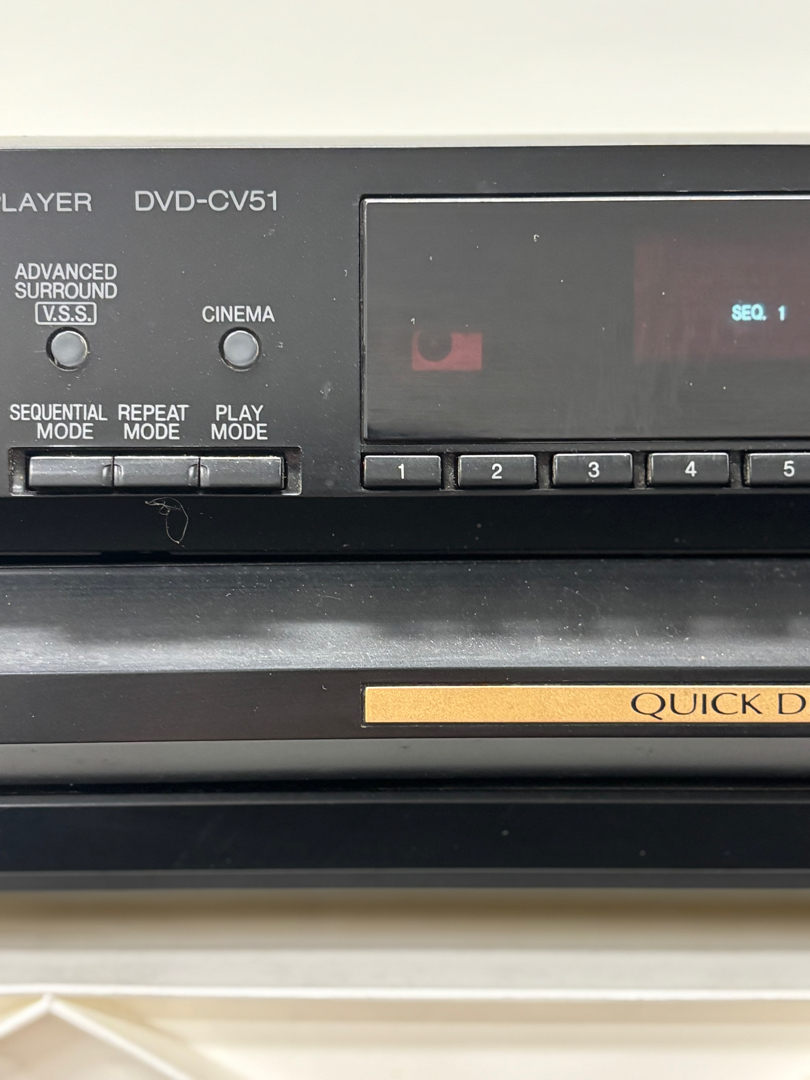 PLAYER DVD-CV51
ADVANCED
SURROUND
V.S.S.
CINEMA
SEQ. 1
SEQUENTIAL
MODE
REPEAT
MODE
PLAY
MODE
1 2 3 4 5
QUICK D